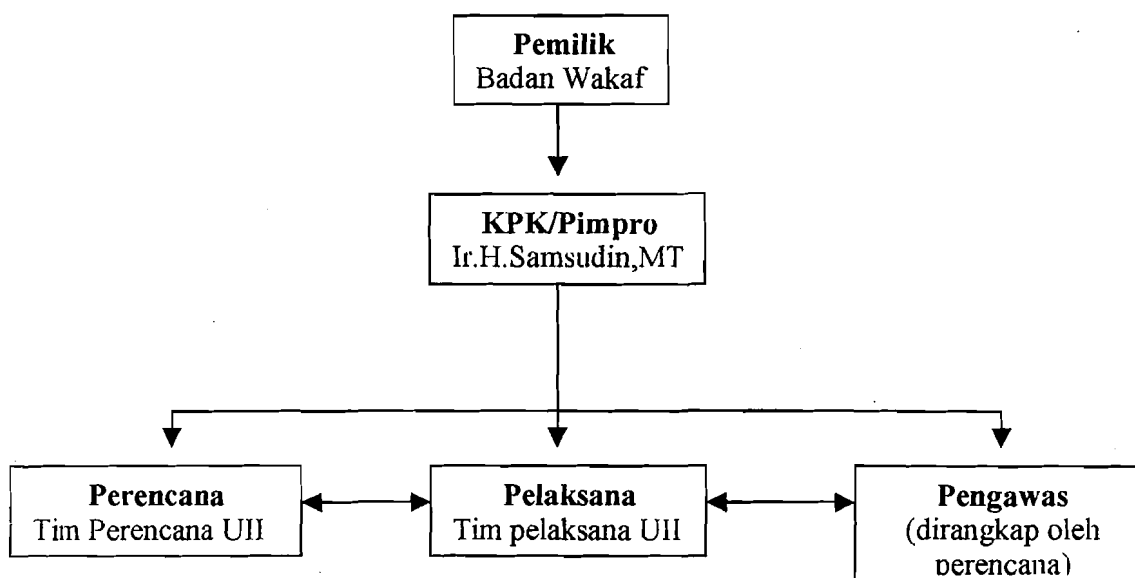 Pemilik
Badan Wakaf
KPK/Pimpro
Ir.H.Samsudin,MT
Perencana
Tim Perencana UII
Pelaksana
Tim pelaksana UII
Pengawas
(dirangkap oleh
perencana)